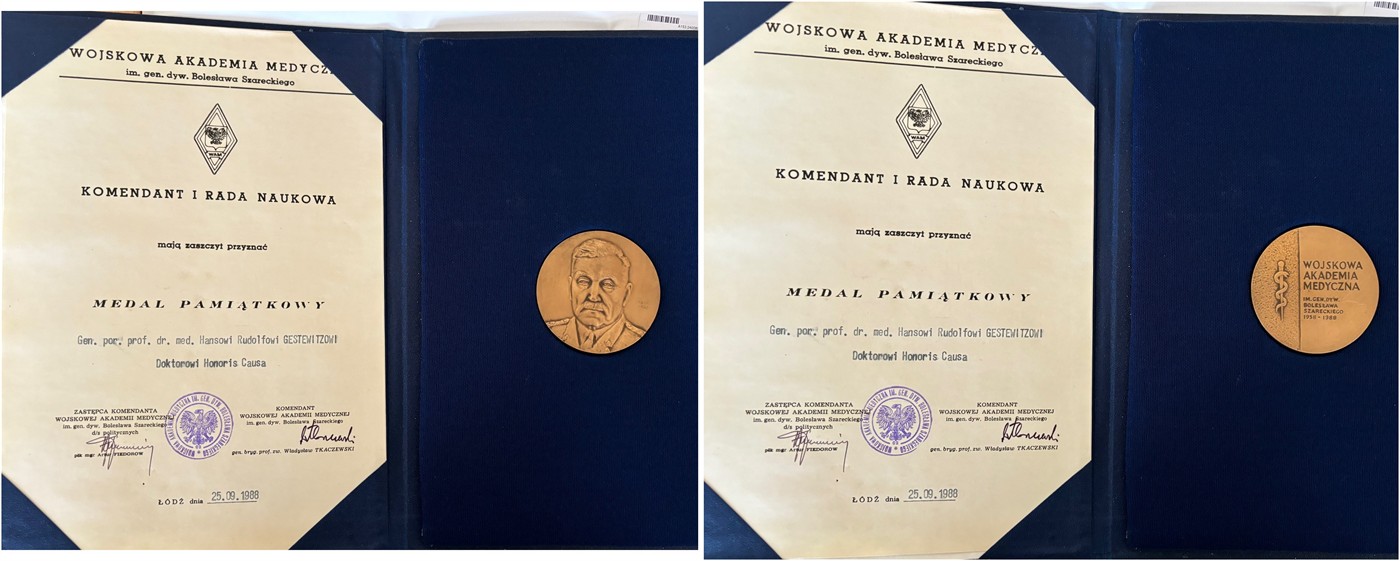 WOJSKOWA AKADEMIA MEDYCZ
im. gen. dyw. Bolesława Szareckiego
WAM
KOMENDANT I RADA NAUKOWA
mają zaszczyt przyznać
MEDAL PAMIĄTKOWY
Gen. por. prof. dr. med. Hansowi Rudolfowi GESTEWITZOWI
Doktorowi Honoris Causa
ZASTĘPCA KOMENDANTA
WOJSKOWEJ AKADEMII MEDYCZNEJ
im. gen. dyw. Bolesława Szareckiego
d/s politycznych
płk mgr FIEDOROW
KOMENDANT
WOJSKOWEJ AKADEMII MEDYCZNEJ
im. gen. dyw. Bolesława Szareckiego
gen. bryg. prof. zw. Władysław TKACZEWSKI
ŁÓDŹ dnia 25.09.1988
WOJSKOWA AKADEMIA MEDYCZ
im. gen. dyw. Bolesława Szareckiego
WAM
KOMENDANT I RADA NAUKOWA
mają zaszczyt przyznać
MEDAL PAMIĄTKOWY
Gen. por. prof. dr. med. Hansowi Rudolfowi GESTEWITZOWI
Doktorowi Honoris Causa
ZASTĘPCA KOMENDANTA
WOJSKOWEJ AKADEMII MEDYCZNEJ
im. gen. dyw. Bolesława Szareckiego
d/s politycznych
płk mgr FIEDOROW
KOMENDANT
WOJSKOWEJ AKADEMII MEDYCZNEJ
im. gen. dyw. Bolesława Szareckiego
gen. bryg. prof. zw. Władysław TKACZEWSKI
ŁÓDŹ dnia 25.09.1988
WOJSKOWA
AKADEMIA
MEDYCZNA
IM. GEN. DYW.
BOLESŁAWA
SZARECKIEGO
1958-1988